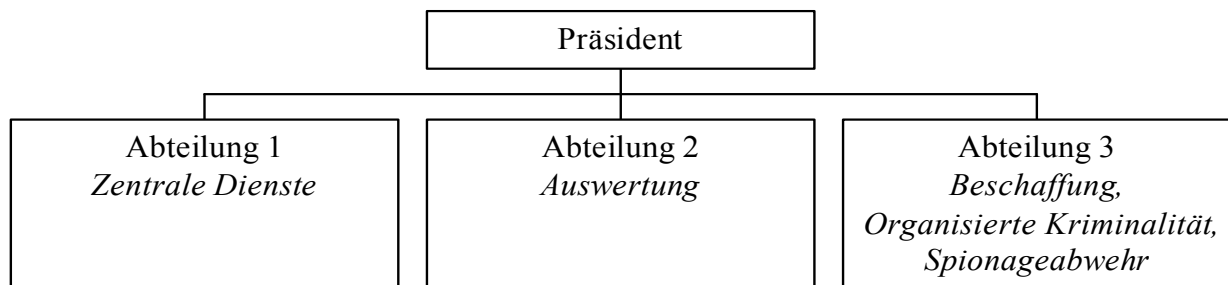 Präsident
Abteilung 1
Zentrale Dienste
Abteilung 2
Auswertung
Abteilung 3
Beschaffung,
Organisierte Kriminalität,
Spionageabwehr